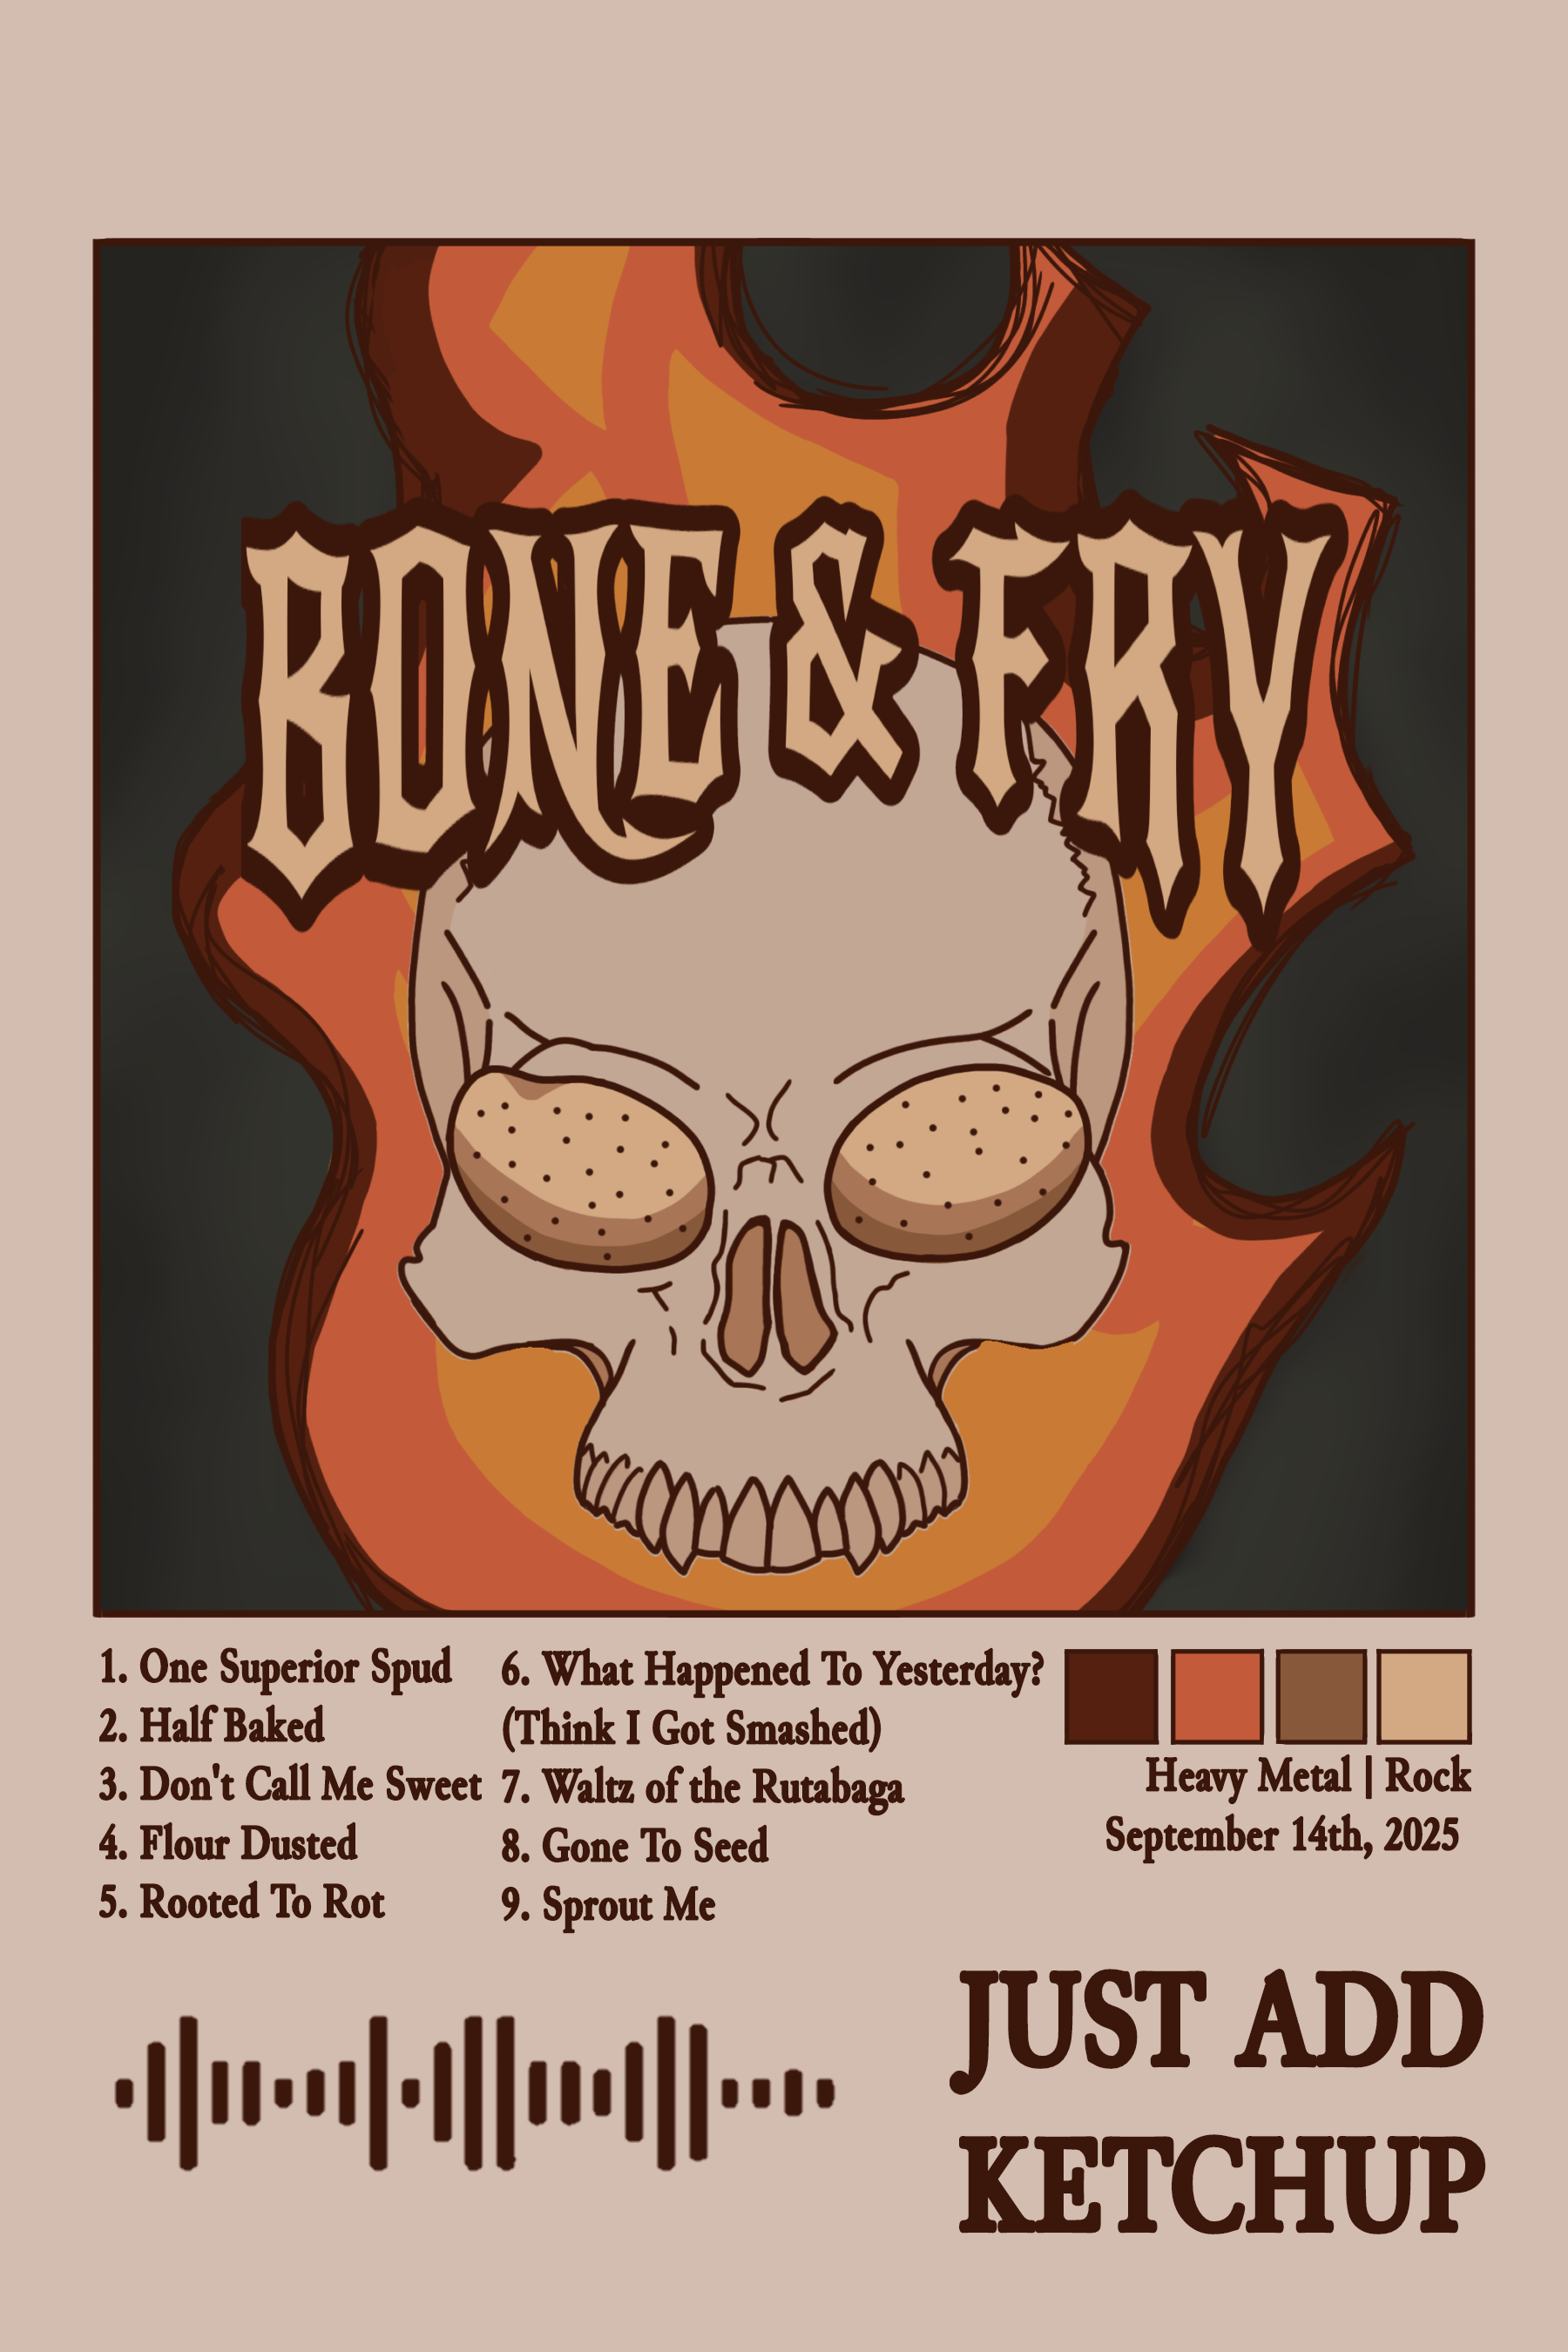 BONE & FRY
1. One Superior Spud
2. Half Baked
3. Don't Call Me Sweet
4. Flour Dusted
5. Rooted To Rot
6. What Happened To Yesterday?
(Think I Got Smashed)
7. Waltz of the Rutabaga
8. Gone To Seed
9. Sprout Me
Heavy Metal | Rock
September 14th, 2025
JUST ADD
KETCHUP